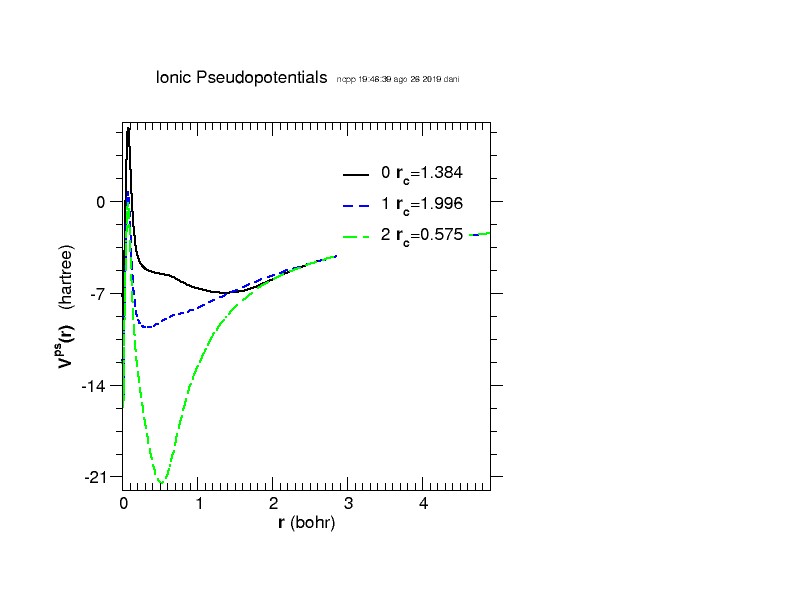 Ionic Pseudopotentials ncpp 19:46:39 ago 26 2019 dani
0 rc=1.384
1 rc=1.996
2 rc=0.575
0
-7
-14
-21
Vps(r) (hartree)
0 1 2 3 4
r (bohr)